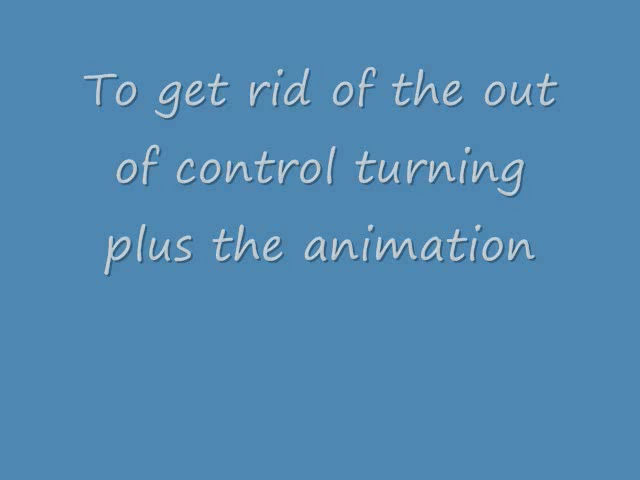 To get rid of the out
of control turning
plus the animation